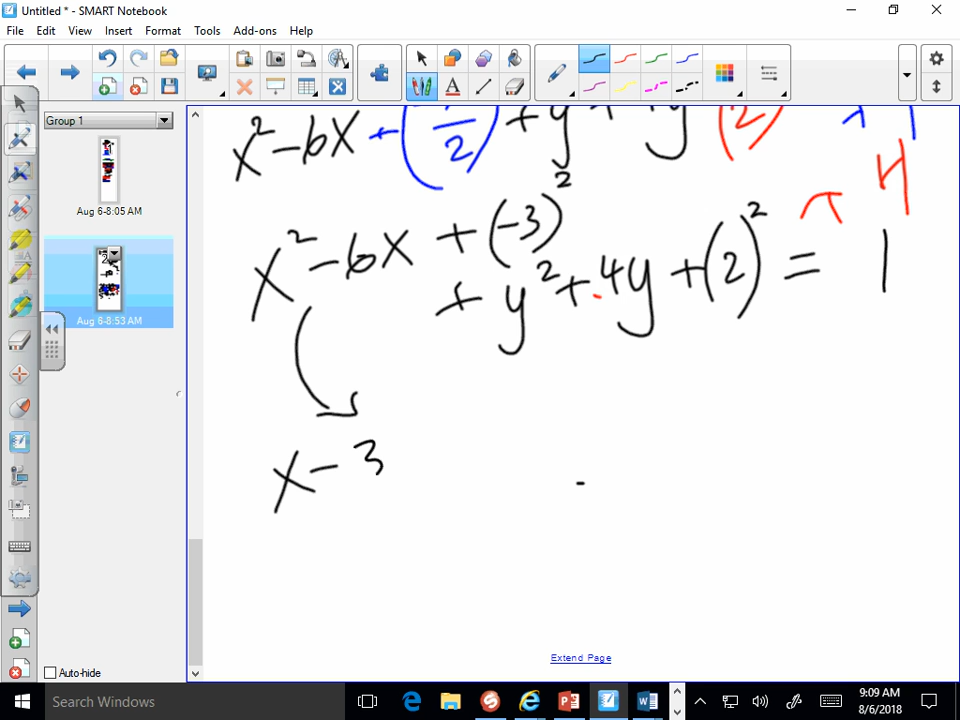 Untitled * - SMART Notebook
File Edit View Insert Format Tools Add-ons Help
Group 1
Aug 6-8:05 AM
Aug 6-8:53 AM
x² - 6x + (-3)²
+ y² + 4y + (2)² = 1
x - 3
Extend Page
Auto-hide
Search Windows
9:09 AM
8/6/2018